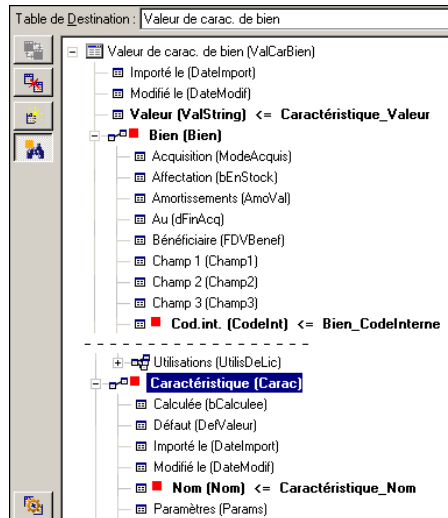 Table de Destination : Valeur de carac. de bien
Valeur de carac. de bien (ValCarBien)
Importé le (DateImport)
Modifié le (DateModif)
Valeur (ValString) <= Caractéristique_Valeur
Bien (Bien)
Acquisition (ModeAcquis)
Affectation (bEnStock)
Amortissements (AmoVal)
Au (dFinAcq)
Bénéficiaire (FDVBenef)
Champ 1 (Champ1)
Champ 2 (Champ2)
Champ 3 (Champ3)
Cod.int. (CodeInt) <= Bien_CodeInterne
Utilisations (UtilisDeLic)
Caractéristique (Carac)
Calculée (bCalculee)
Défaut (DefValeur)
Importé le (DateImport)
Modifié le (DateModif)
Nom (Nom) <= Caractéristique_Nom
Paramètres (Params)